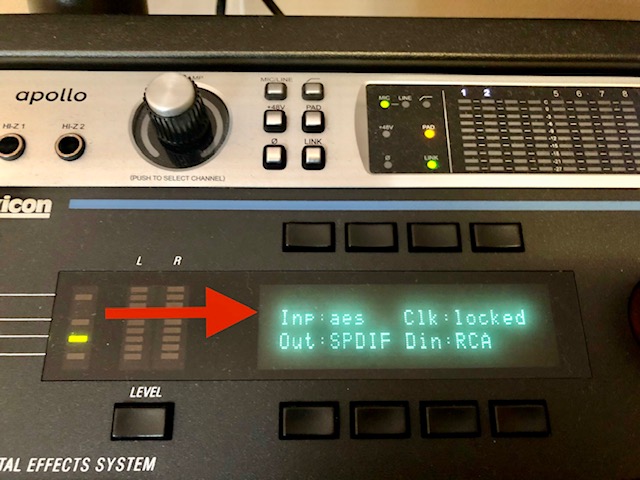 MIC/LINE
apollo
+48V PAD
HI-Z 1 HI-Z 2
Ø LINK
(PUSH TO SELECT CHANNEL)
1 2 5 6 7 8
MIC LINE
+48V PAD
Ø LINK
xicon
L R
Inp:aes Clk:locked
Out:SPDIF Din:RCA
LEVEL
TAL EFFECTS SYSTEM